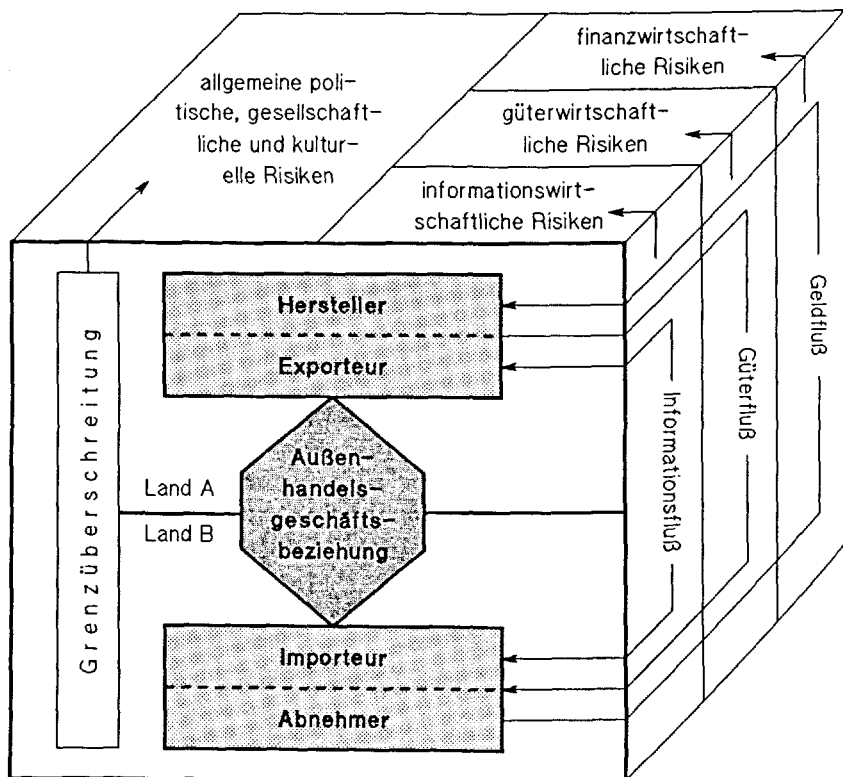 finanzwirtschaft-
liche Risiken
allgemeine poli-
tische, gesellschaft-
liche und kultur-
elle Risiken
güterwirtschaft-
liche Risiken
informationswirt-
schaftliche Risiken
Hersteller
Exporteur
Außen-
handels-
geschäfts-
beziehung
Land A
Land B
Importeur
Abnehmer
Grenzüberschreitung
Informationsfluß
Güterfluß
Geldfluß